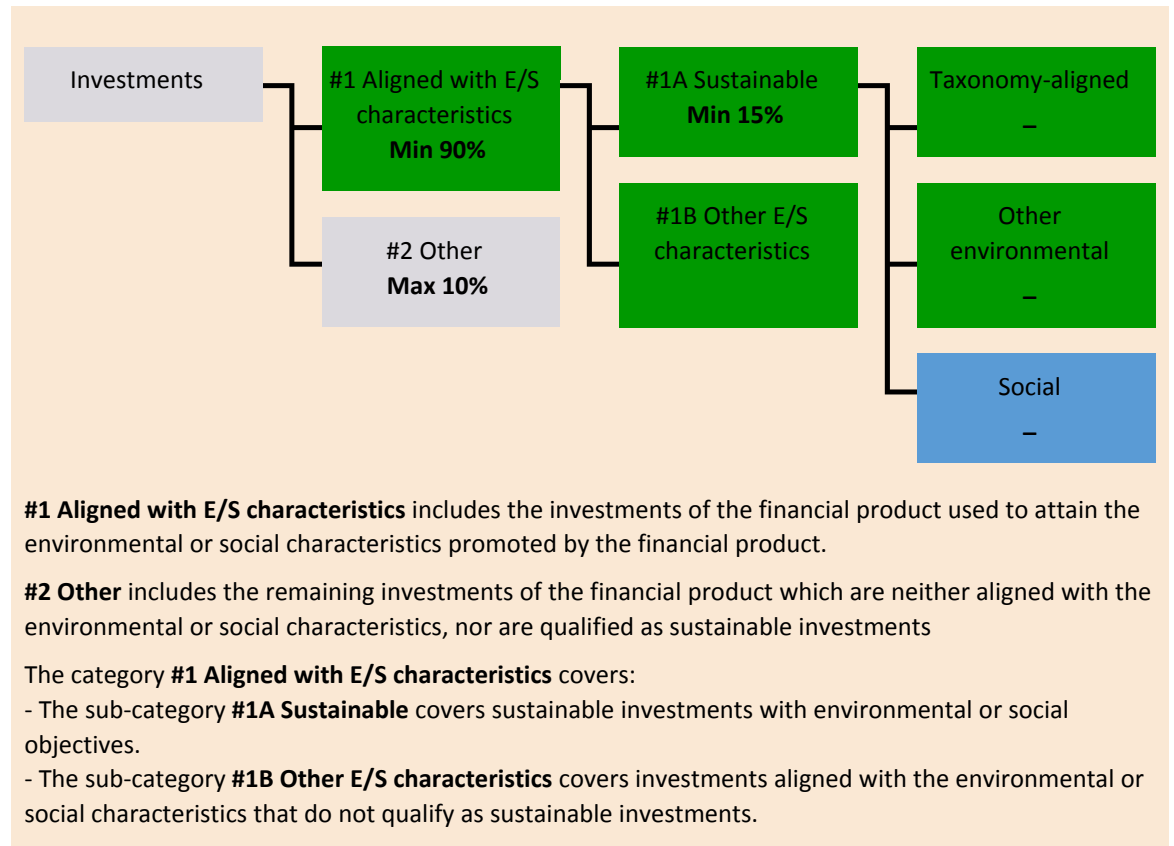 Investments
#1 Aligned with E/S
characteristics
Min 90%
#2 Other
Max 10%
#1A Sustainable
Min 15%
#1B Other E/S
characteristics
Taxonomy-aligned
–
Other
environmental
–
Social
–
#1 Aligned with E/S characteristics includes the investments of the financial product used to attain the
environmental or social characteristics promoted by the financial product.
#2 Other includes the remaining investments of the financial product which are neither aligned with the
environmental or social characteristics, nor are qualified as sustainable investments
The category #1 Aligned with E/S characteristics covers:
- The sub-category #1A Sustainable covers sustainable investments with environmental or social
objectives.
- The sub-category #1B Other E/S characteristics covers investments aligned with the environmental or
social characteristics that do not qualify as sustainable investments.